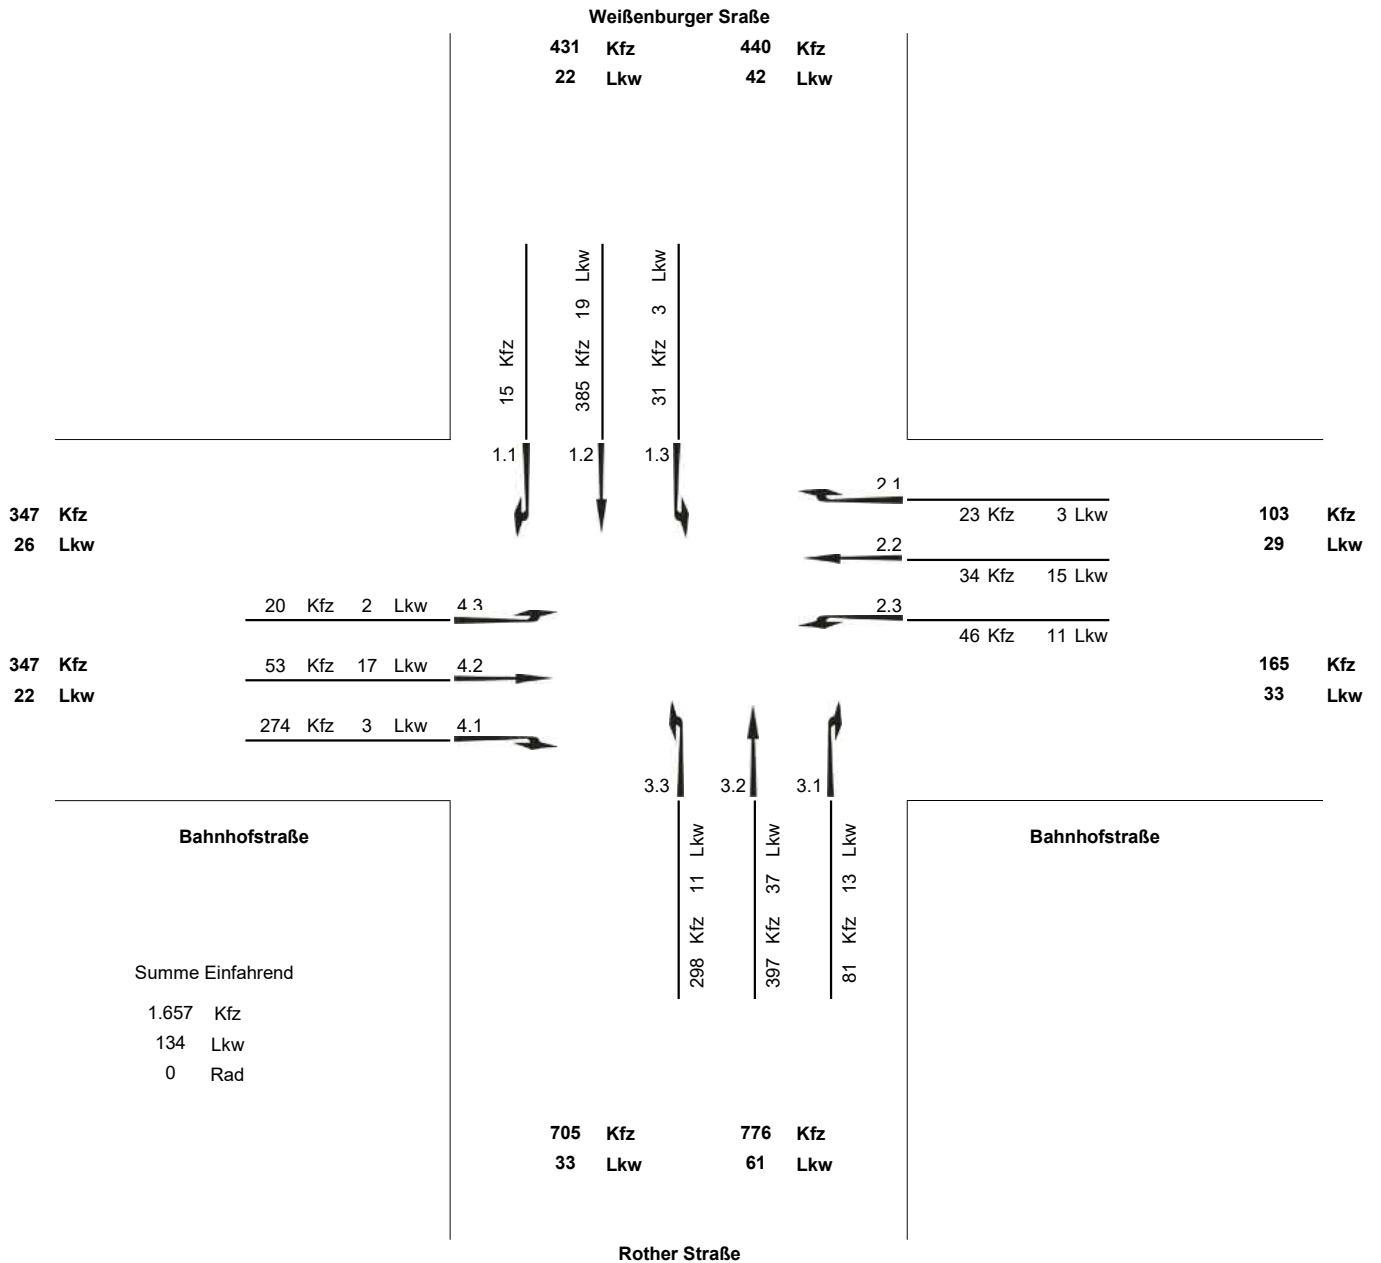 Weißenburger Sraße
431 Kfz 440 Kfz
22 Lkw 42 Lkw
15 Kfz
385 Kfz 19 Lkw
31 Kfz 3 Lkw
1.1 1.2 1.3
2.1
23 Kfz 3 Lkw
2.2
34 Kfz 15 Lkw
2.3
46 Kfz 11 Lkw
347 Kfz
26 Lkw
103 Kfz
29 Lkw
20 Kfz 2 Lkw 4.3
53 Kfz 17 Lkw 4.2
274 Kfz 3 Lkw 4.1
347 Kfz
22 Lkw
165 Kfz
33 Lkw
3.3 3.2 3.1
298 Kfz 11 Lkw
397 Kfz 37 Lkw
81 Kfz 13 Lkw
Bahnhofstraße
Bahnhofstraße
Summe Einfahrend
1.657 Kfz
134 Lkw
0 Rad
705 Kfz 776 Kfz
33 Lkw 61 Lkw
Rother Straße